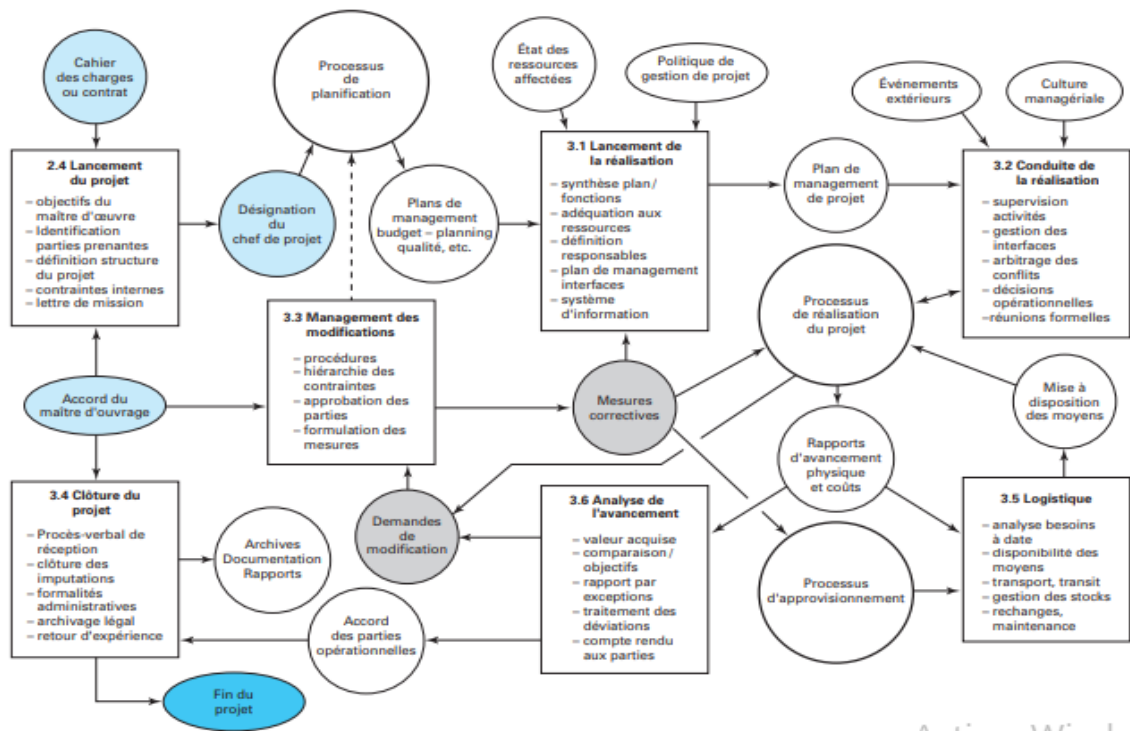 Cahier
des charges
ou contrat
Processus
de
planification
État des
ressources
affectées
Politique de
gestion de projet
Événements
extérieurs
Culture
managériale
2.4 Lancement
du projet
– objectifs du
maître d'œuvre
– Identification
parties prenantes
– définition structure
du projet
– contraintes internes
– lettre de mission
Désignation
du
chef de projet
Plans de
management
budget – planning
qualité, etc.
3.1 Lancement de
la réalisation
– synthèse plan /
fonctions
– adéquation aux
ressources
– définition
responsables
– plan de management
interfaces
– système
d'information
Plan de
management
de projet
3.2 Conduite de
la réalisation
– supervision
activités
– gestion des
interfaces
– arbitrage des
conflits
– décisions
opérationnelles
–réunions formelles
3.3 Management des
modifications
– procédures
– hiérarchie des
contraintes
– approbation des
parties
– formulation des
mesures
Processus
de réalisation
du projet
Accord du
maître d'ouvrage
Mesures
correctives
Mise à
disposition
des moyens
Rapports
d'avancement
physique
et coûts
3.4 Clôture du
projet
– Procès-verbal de
réception
– clôture des
imputations
– formalités
administratives
– archivage légal
– retour d'expérience
Archives
Documentation
Rapports
Demandes
de
modification
3.6 Analyse de
l'avancement
– valeur acquise
– comparaison /
objectifs
– rapport par
exceptions
– traitement des
déviations
– compte rendu
aux parties
Processus
d'approvisionnement
3.5 Logistique
– analyse besoins
à date
– disponibilité des
moyens
– transport, transit
– gestion des stocks
– rechanges,
maintenance
Accord
des parties
opérationnelles
Fin du
projet